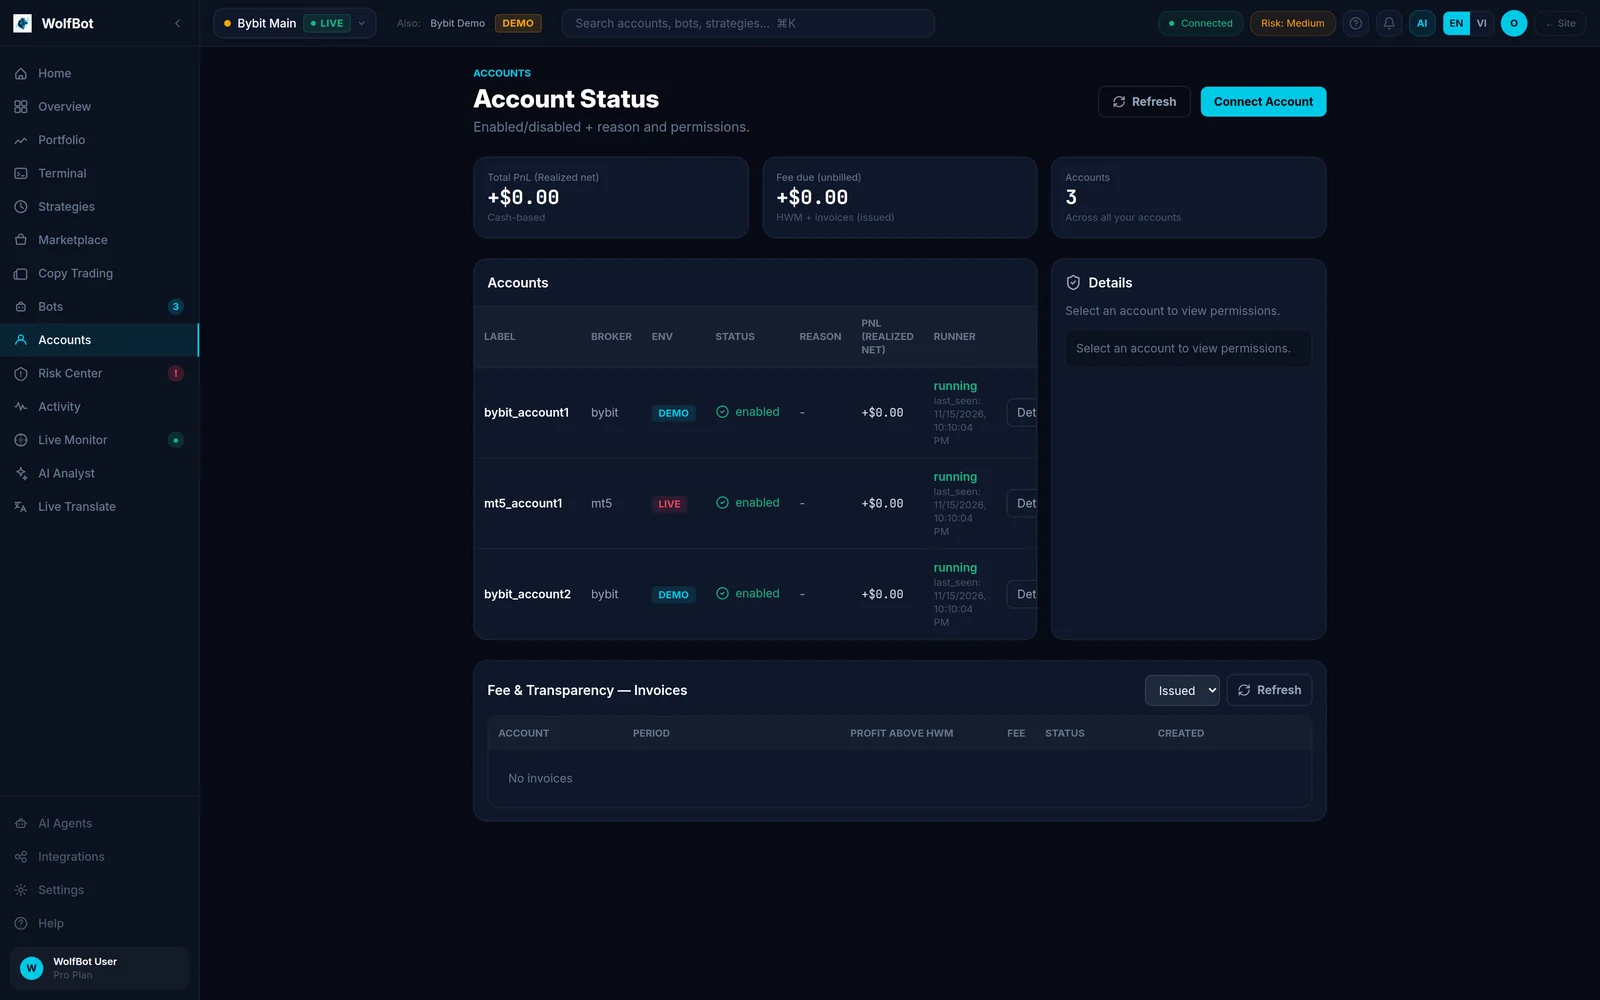 WolfBot
Bybit Main
LIVE
Also:
Bybit Demo
DEMO
Search accounts, bots, strategies... ⌘K
Connected
Risk: Medium
AI
EN
VI
O
← Site
Home
Overview
Portfolio
Terminal
Strategies
Marketplace
Copy Trading
Bots
3
Accounts
Risk Center
!
Activity
Live Monitor
AI Analyst
Live Translate
AI Agents
Integrations
Settings
Help
W
WolfBot User
Pro Plan
ACCOUNTS
Account Status
Enabled/disabled + reason and permissions.
Refresh
Connect Account
Total PnL (Realized net)
+$0.00
Cash-based
Fee due (unbilled)
+$0.00
HWM + invoices (issued)
Accounts
3
Across all your accounts
Accounts
LABEL
BROKER
ENV
STATUS
REASON
PNL
(REALIZED
NET)
RUNNER
bybit_account1
bybit
DEMO
enabled
-
+$0.00
running
last_seen:
11/15/2026,
10:10:04
PM
Det
mt5_account1
mt5
LIVE
enabled
-
+$0.00
running
last_seen:
11/15/2026,
10:10:04
PM
Det
bybit_account2
bybit
DEMO
enabled
-
+$0.00
running
last_seen:
11/15/2026,
10:10:04
PM
Det
Details
Select an account to view permissions.
Select an account to view permissions.
Fee & Transparency — Invoices
Issued
Refresh
ACCOUNT
PERIOD
PROFIT ABOVE HWM
FEE
STATUS
CREATED
No invoices